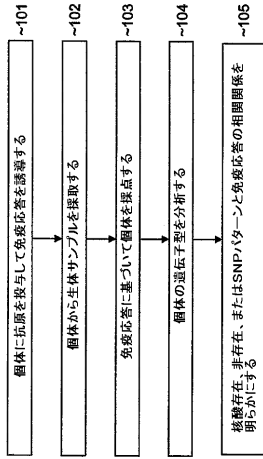 個体に抗原を投与して免疫応答を誘導する
~101
個体から生体サンプルを採取する
~102
免疫応答に基づいて個体を採点する
~103
個体の遺伝子型を分析する
~104
核酸存在、非存在、またはSNPパターンと免疫応答の相関関係を
明らかにする
~105